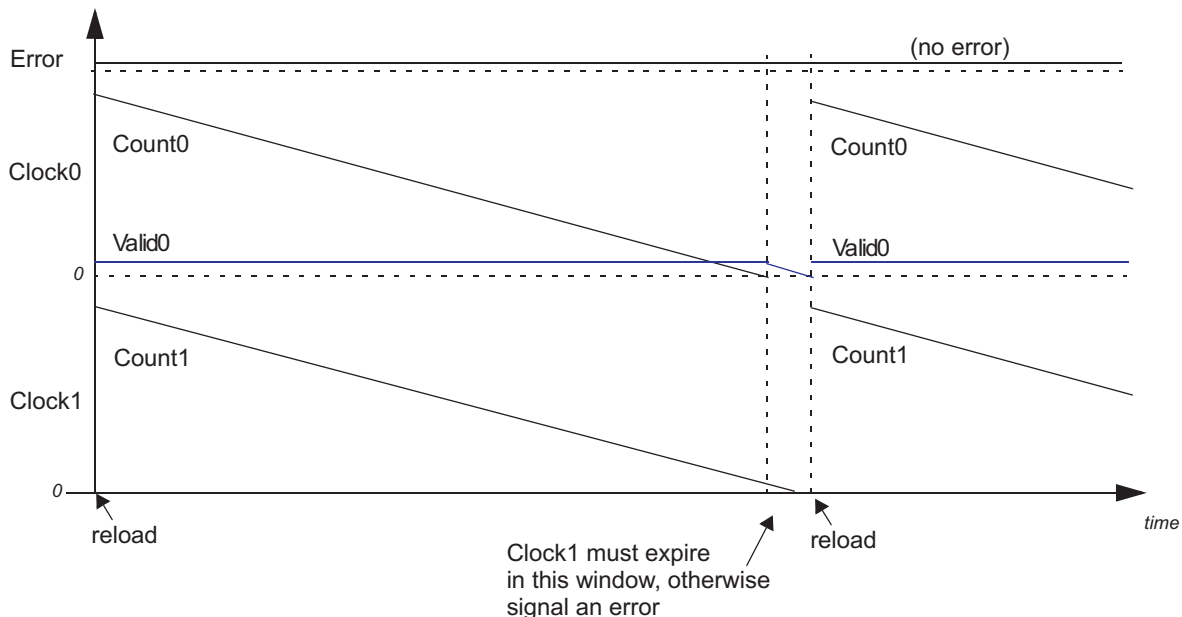 (no error)
Error
Count0
Count0
Clock0
Valid0
Valid0
0
Count1
Count1
Clock1
0
time
reload
reload
Clock1 must expire
in this window, otherwise
signal an error